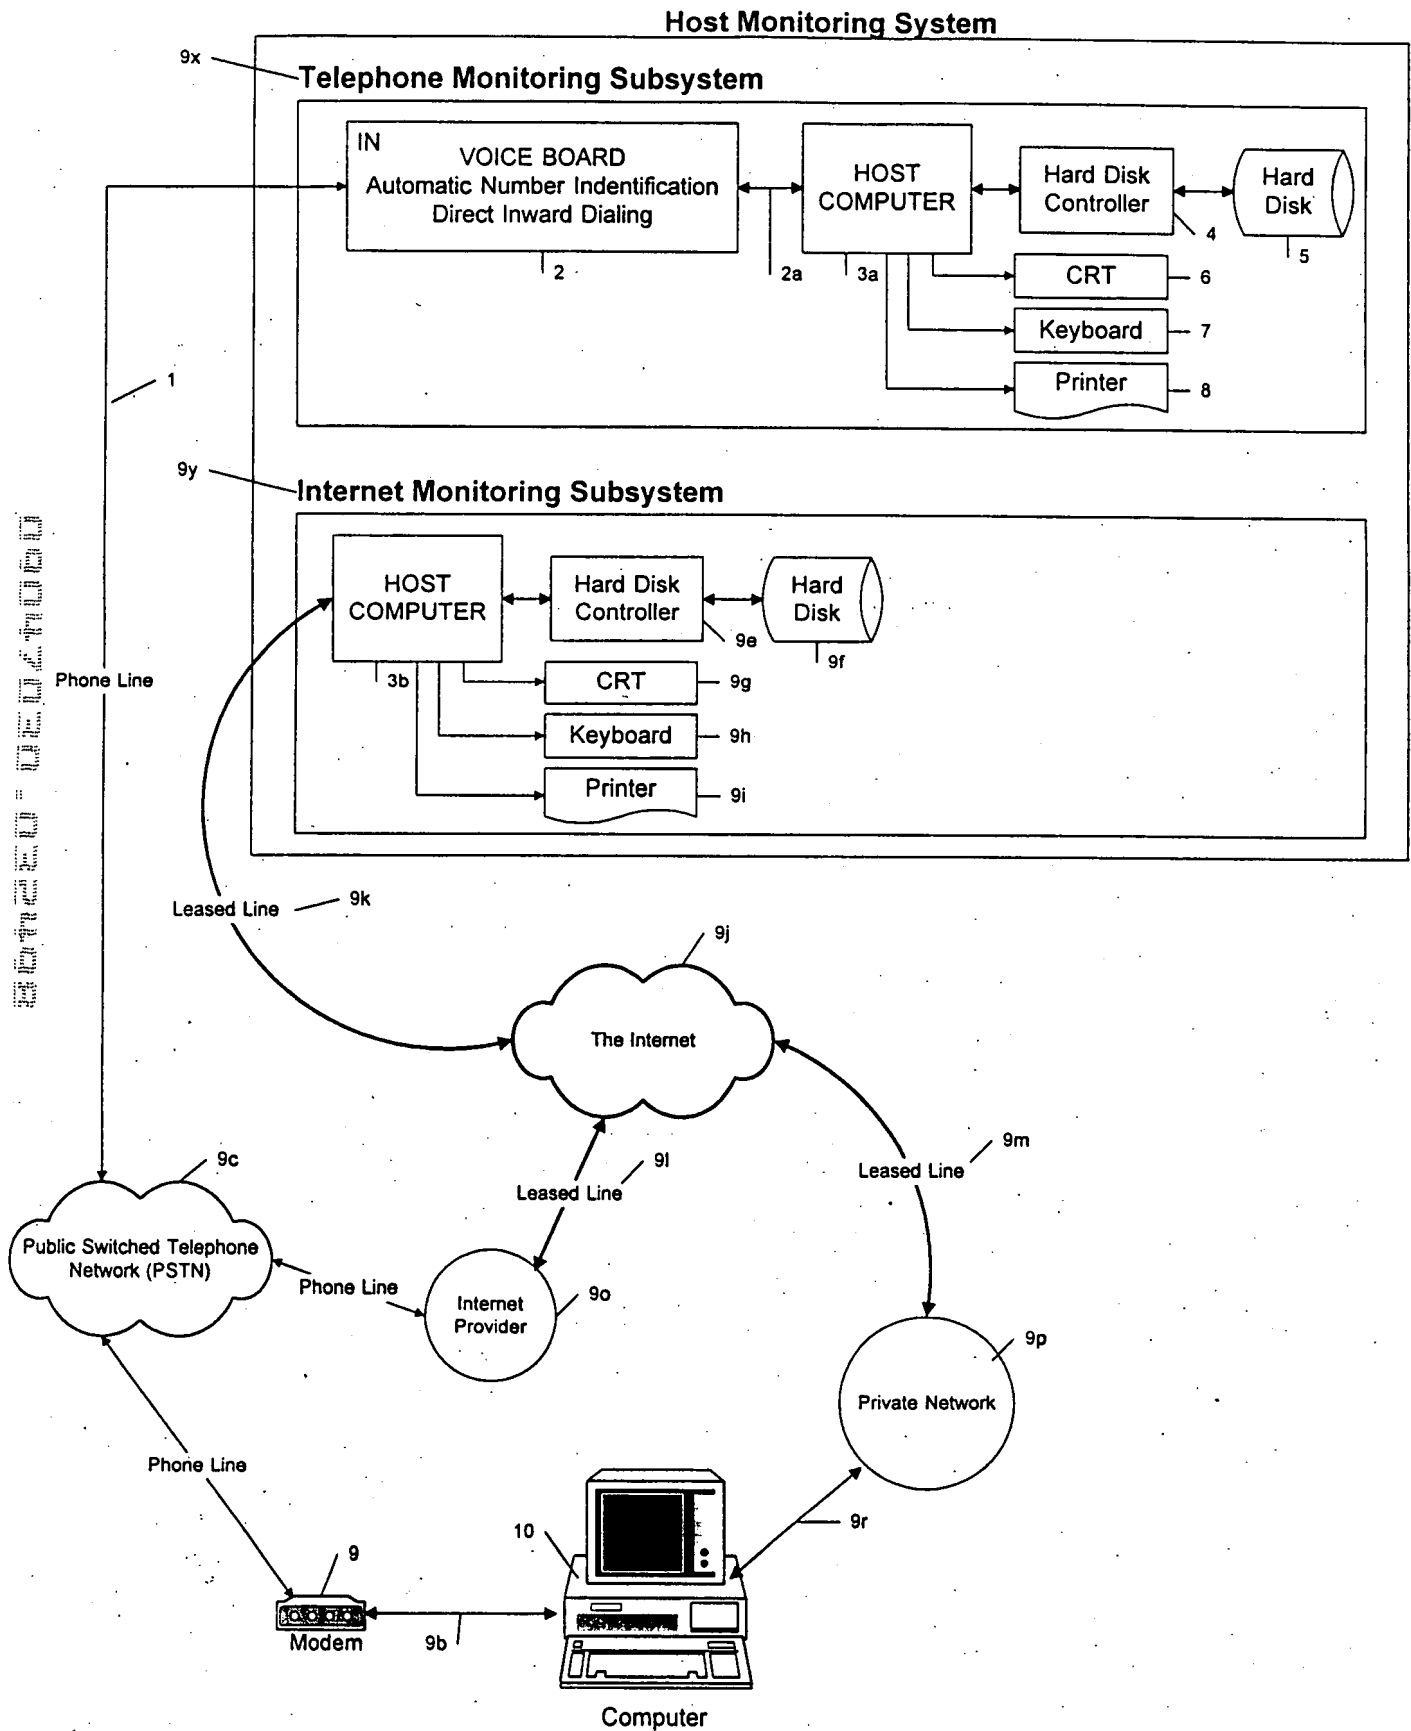 Host Monitoring System
9x
Telephone Monitoring Subsystem
IN
VOICE BOARD
Automatic Number Indentification
Direct Inward Dialing
2
2a
HOST
COMPUTER
3a
Hard Disk
Controller
4
Hard
Disk
5
CRT
6
Keyboard
7
Printer
8
1
9y
Internet Monitoring Subsystem
HOST
COMPUTER
3b
Hard Disk
Controller
9e
Hard
Disk
9f
CRT
9g
Keyboard
9h
Printer
9i
Phone Line
Leased Line
9k
9j
The Internet
9c
Public Switched Telephone
Network (PSTN)
Leased Line
9l
Leased Line
9m
Phone Line
Internet
Provider
9o
9p
Private Network
Phone Line
9r
10
9
Modem
9b
Computer